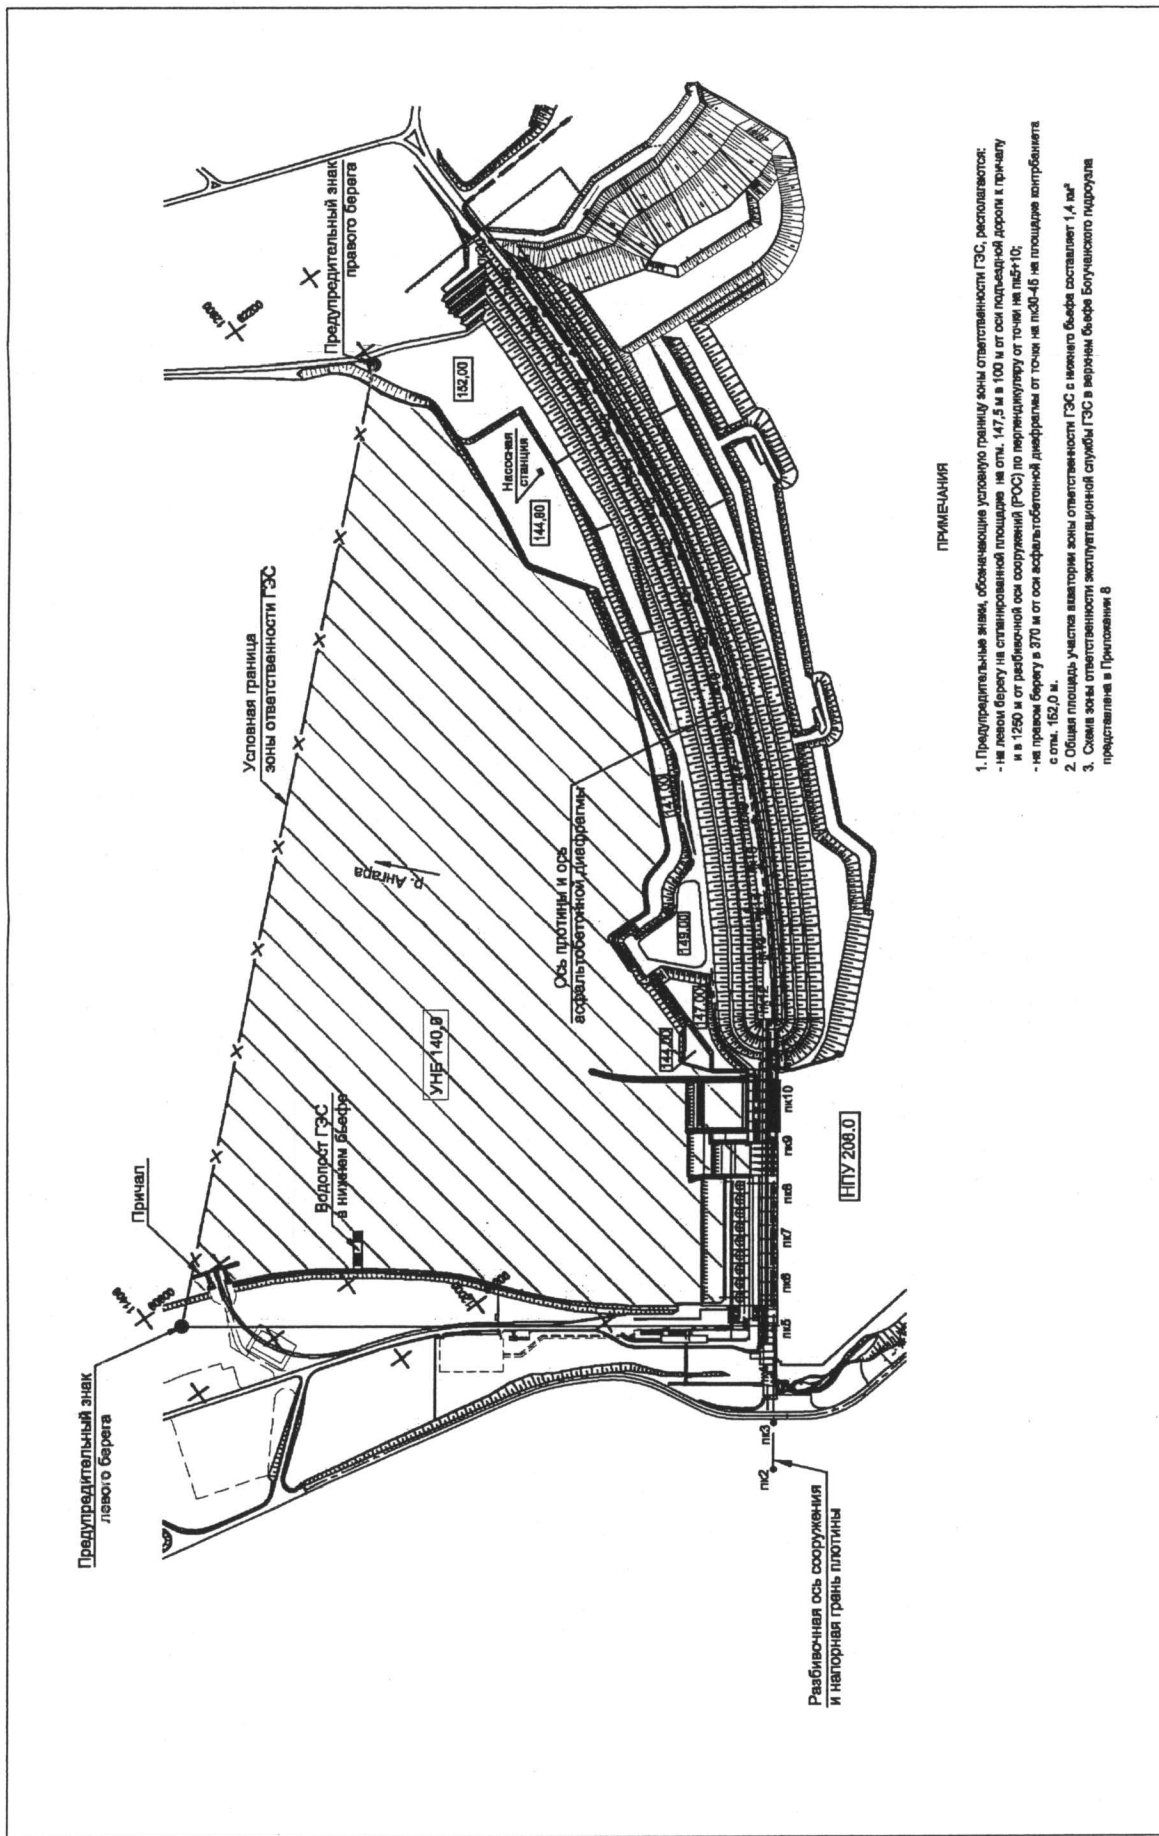 Предупредительный знак
левого берега
Причал
Условная граница
зоны ответственности ГЭС
Предупредительный знак
правого берега
11400
12800
Водопост ГЭС
в нижнем бьефе
УНБ 140,0
р. Ангара
Насосная
станция
152,00
144,80
Ось плотины и ось
асфальтобетонной диафрагмы
141,00
149,00
147,00
144,00
пк2
пк3
пк5
пк6
пк7
пк8
пк9
пк10
НПУ 208.0
Разбивочная ось сооружения
и напорная грань плотины
ПРИМЕЧАНИЯ
1. Предупредительные знаки, обозначающие условную границу зоны ответственности ГЭС, располагаются:
- на левом берегу на спланированной площадке на отм. 147,5 м в 100 м от оси подъездной дороги к причалу
и в 1250 м от разбивочной оси сооружений (РОС) по перпендикуляру от точки на пк5+10;
- на правом берегу в 370 м от оси асфальтобетонной диафрагмы от точки на пк30-45 на площадке контрбанкета
с отм. 152,0 м.
2. Общая площадь участка акватории зоны ответственности ГЭС с нижнего бьефа составляет 1,4 км²
3. Схема зоны ответственности эксплуатационной службы ГЭС в верхнем бьефе Богучанского гидроузла
представлена в Приложении 8